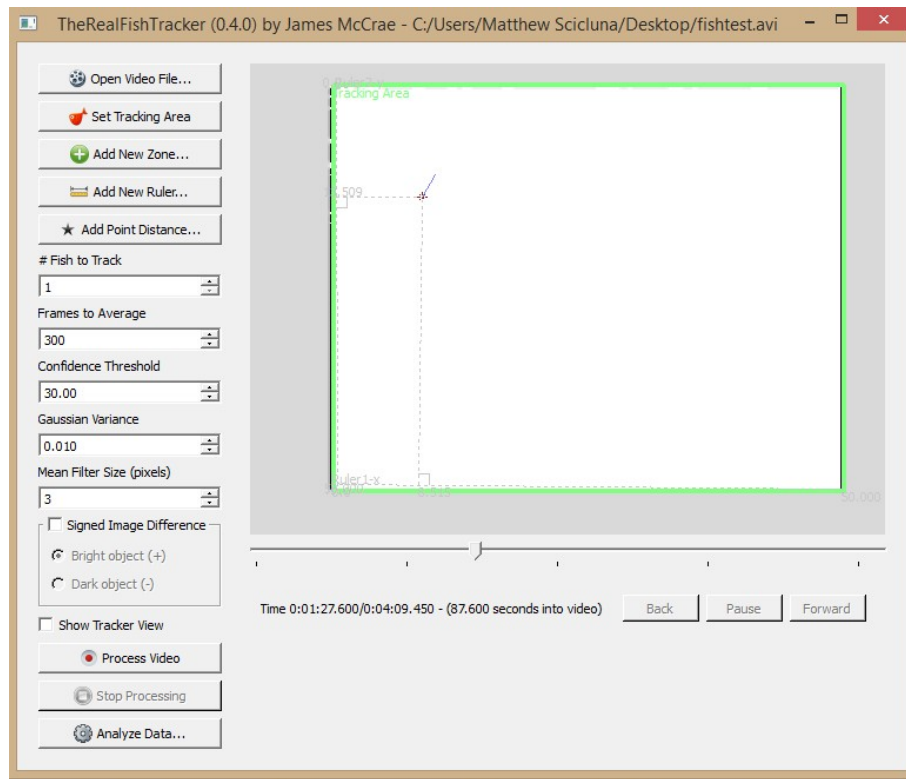 TheRealFishTracker (0.4.0) by James McCrae - C:/Users/Matthew Scicluna/Desktop/fishtest.avi
Open Video File...
Set Tracking Area
Add New Zone...
Add New Ruler...
Add Point Distance...
# Fish to Track
1
Frames to Average
300
Confidence Threshold
30.00
Gaussian Variance
0.010
Mean Filter Size (pixels)
3
Signed Image Difference
Bright object (+)
Dark object (-)
Show Tracker View
Process Video
Stop Processing
Analyze Data...
Tracking Area
Ruler1-x
50.000
Time 0:01:27.600/0:04:09.450 - (87.600 seconds into video)
Back
Pause
Forward